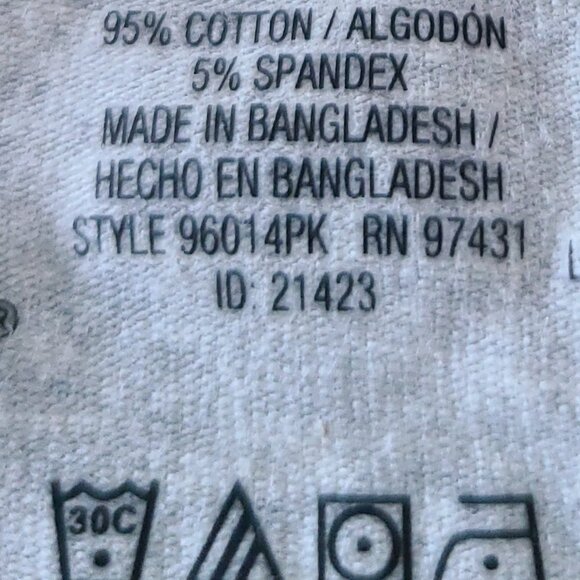 95% COTTON / ALGODÓN
5% SPANDEX
MADE IN BANGLADESH /
HECHO EN BANGLADESH
STYLE 96014PK RN 97431
ID: 21423
®
30C